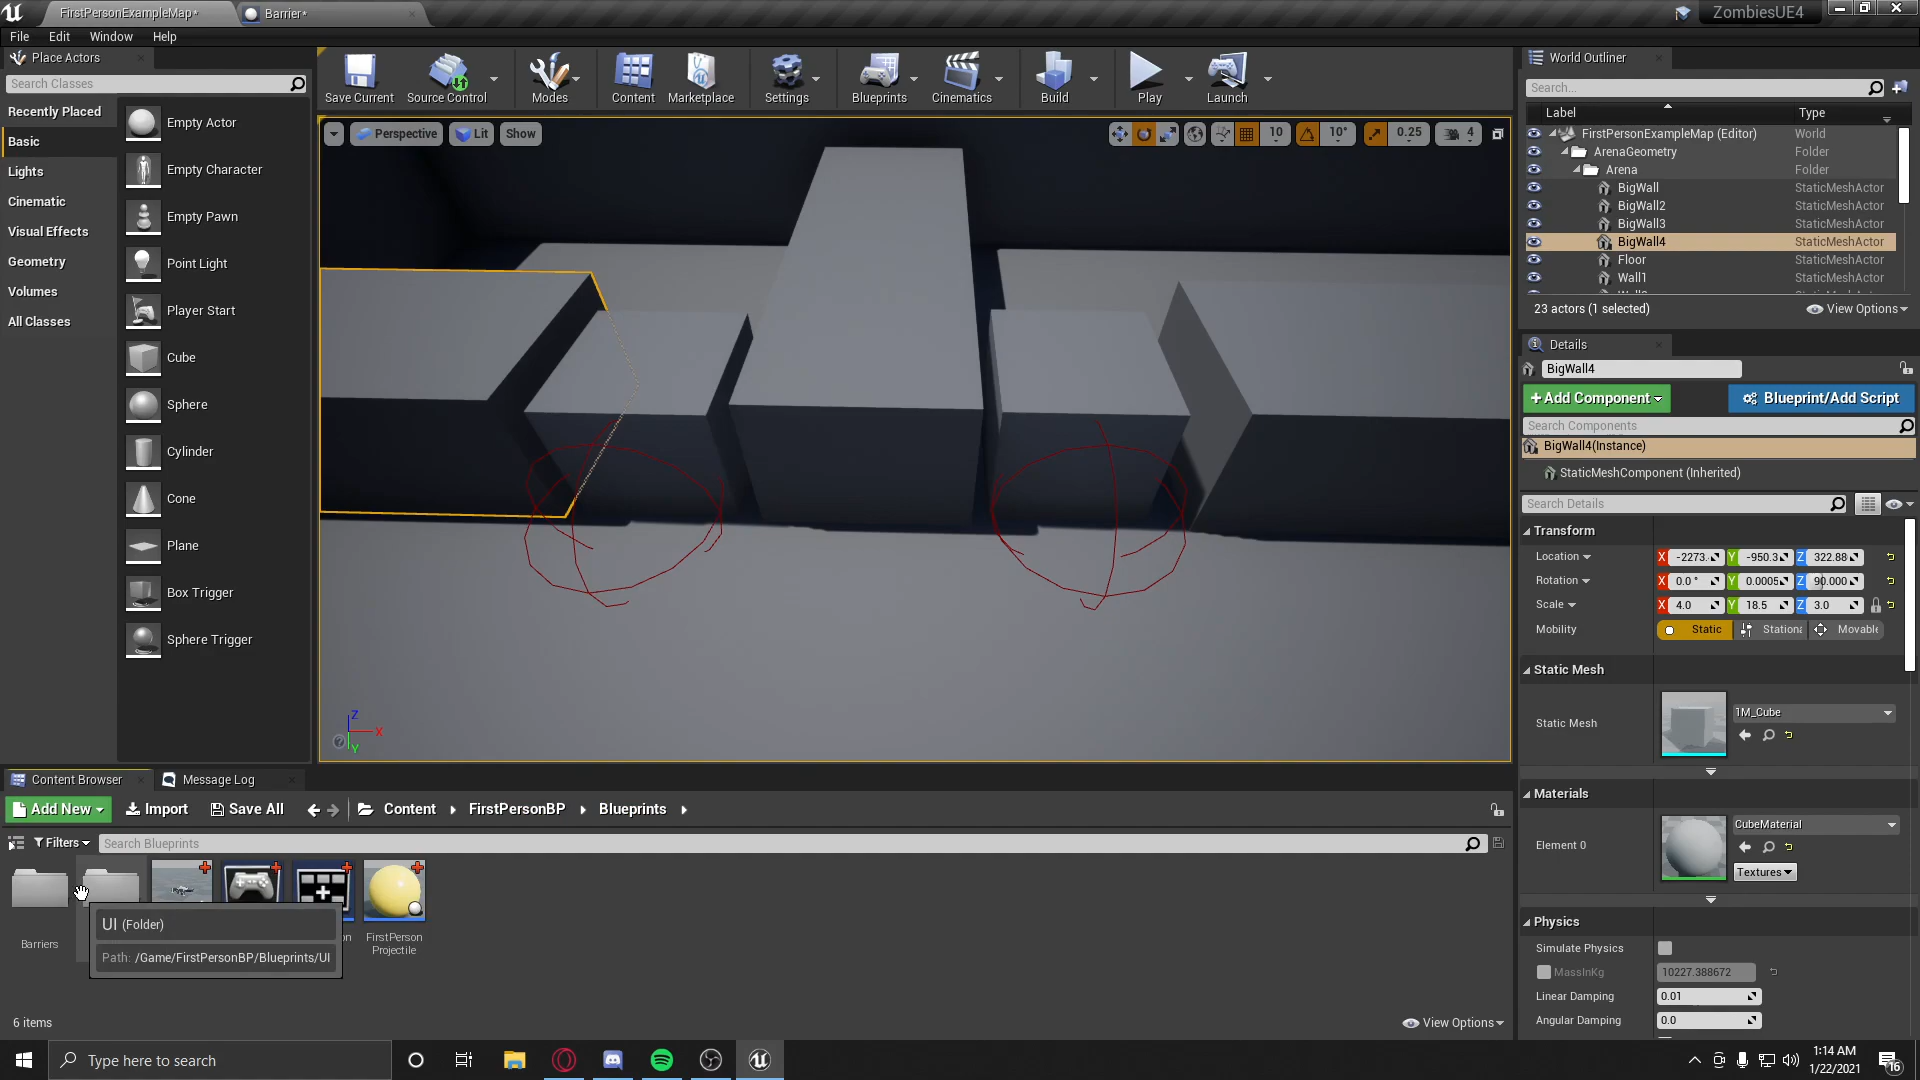 FirstPersonExampleMap*
Barrier*
ZombiesUE4
File Edit Window Help
Place Actors
Search Classes
Recently Placed
Basic
Lights
Cinematic
Visual Effects
Geometry
Volumes
All Classes
Empty Actor
Empty Character
Empty Pawn
Point Light
Player Start
Cube
Sphere
Cylinder
Cone
Plane
Box Trigger
Sphere Trigger
Save Current
Source Control
Modes
Content
Marketplace
Settings
Blueprints
Cinematics
Build
Play
Launch
Perspective Lit Show
10 10° 0.25 4
Z
X
Y
World Outliner
Search...
Label Type
FirstPersonExampleMap (Editor) World
ArenaGeometry Folder
Arena Folder
BigWall StaticMeshActor
BigWall2 StaticMeshActor
BigWall3 StaticMeshActor
BigWall4 StaticMeshActor
Floor StaticMeshActor
Wall1 StaticMeshActor
23 actors (1 selected) View Options
Details
BigWall4
+Add Component Blueprint/Add Script
Search Components
BigWall4(Instance)
StaticMeshComponent (Inherited)
Search Details
Transform
Location X -2273. Y -950.3 Z 322.88
Rotation X 0.0 ° Y 0.0005 Z 90.000
Scale X 4.0 Y 18.5 Z 3.0
Mobility Static Stationa Movable
Static Mesh
Static Mesh 1M_Cube
Materials
Element 0 CubeMaterial
Textures
Physics
Simulate Physics
MassInKg 10227.388672
Linear Damping 0.01
Angular Damping 0.0
Content Browser Message Log
Add New Import Save All Content FirstPersonBP Blueprints
Filters Search Blueprints
Barriers
UI (Folder)
Path: /Game/FirstPersonBP/Blueprints/UI
on
FirstPerson
Projectile
6 items View Options
Type here to search
1:14 AM
1/22/2021
16